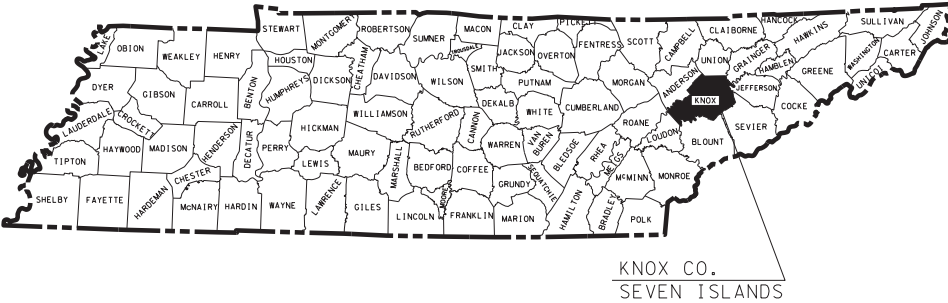 STEWART
MONTGOMERY
ROBERTSON
SUMNER
MACON
CLAY
PICKETT
LAKE
OBION
WEAKLEY
HENRY
HOUSTON
CHEATHAM
TROUSDALE
JACKSON
OVERTON
FENTRESS
SCOTT
CAMPBELL
CLAIBORNE
HANCOCK
HAWKINS
SULLIVAN
JOHNSON
DYER
GIBSON
CARROLL
BENTON
HUMPHREYS
DICKSON
DAVIDSON
WILSON
SMITH
PUTNAM
MORGAN
ANDERSON
UNION
GRAINGER
HAMBLEN
GREENE
WASHINGTON
CARTER
UNICOI
LAUDERDALE
CROCKETT
HAYWOOD
MADISON
HENDERSON
DECATUR
PERRY
HICKMAN
WILLIAMSON
RUTHERFORD
CANNON
DEKALB
WHITE
CUMBERLAND
ROANE
LOUDON
KNOX
JEFFERSON
COCKE
SEVIER
BLOUNT
TIPTON
CHESTER
LEWIS
MAURY
MARSHALL
BEDFORD
COFFEE
WARREN
VAN
BUREN
BLEDSOE
RHEA
MEIGS
McMINN
MONROE
SHELBY
FAYETTE
HARDEMAN
McNAIRY
HARDIN
WAYNE
LAWRENCE
GILES
LINCOLN
MOORE
FRANKLIN
GRUNDY
MARION
SEQUATCHIE
HAMILTON
BRADLEY
POLK
KNOX CO.
SEVEN ISLANDS